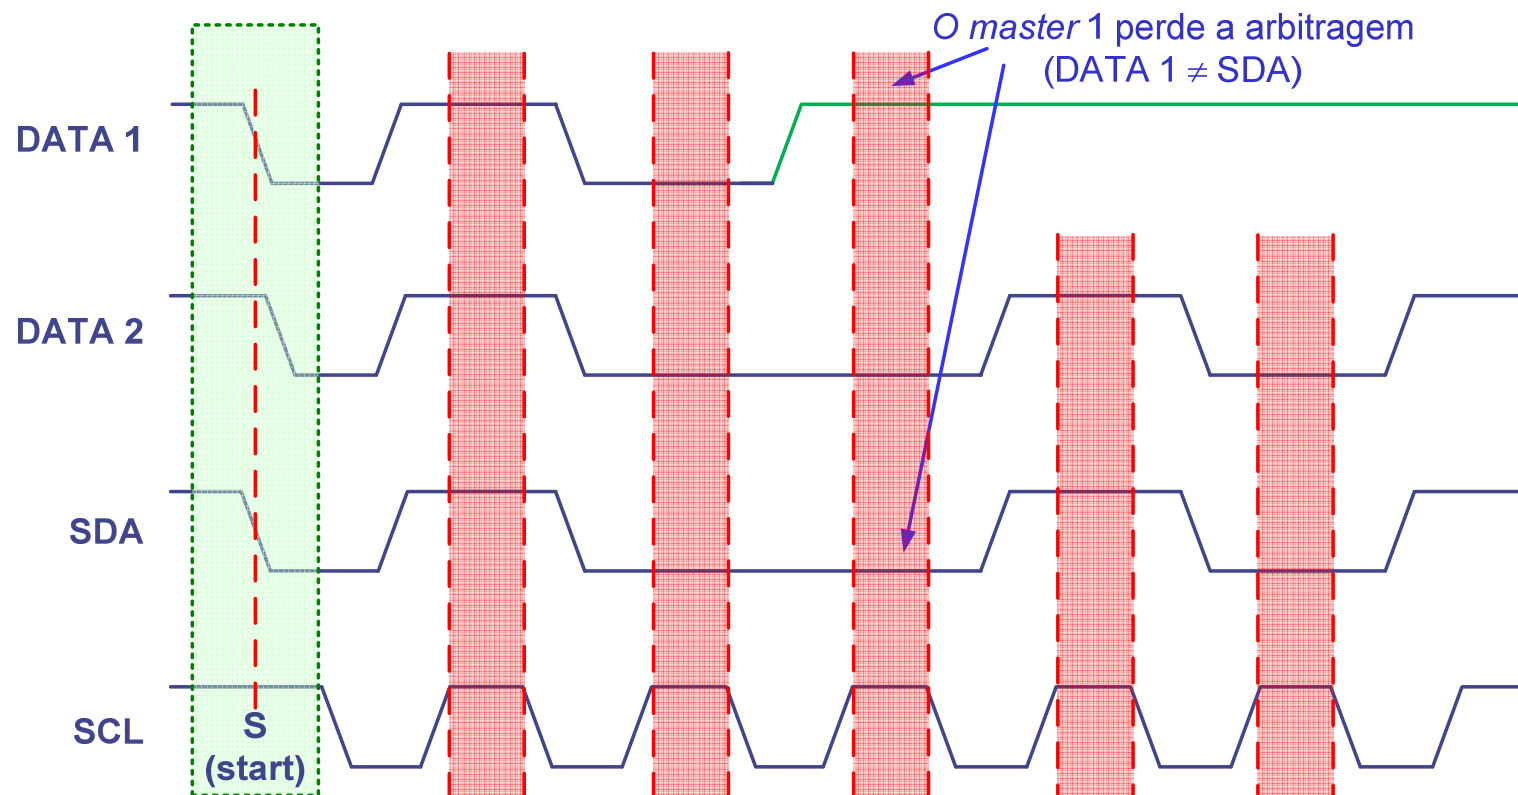 O master 1 perde a arbitragem
(DATA 1 ≠ SDA)
DATA 1
DATA 2
SDA
SCL
S
(start)